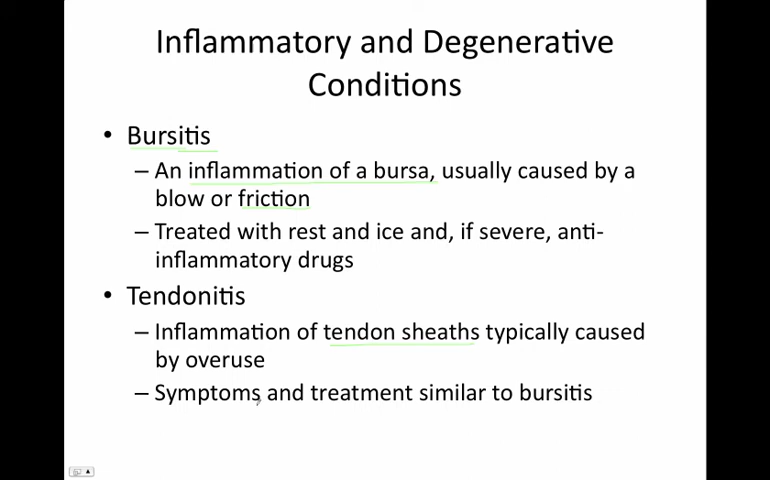 Inflammatory and Degenerative
Conditions
• Bursitis
– An inflammation of a bursa, usually caused by a
blow or friction
– Treated with rest and ice and, if severe, anti-
inflammatory drugs
• Tendonitis
– Inflammation of tendon sheaths typically caused
by overuse
– Symptoms and treatment similar to bursitis